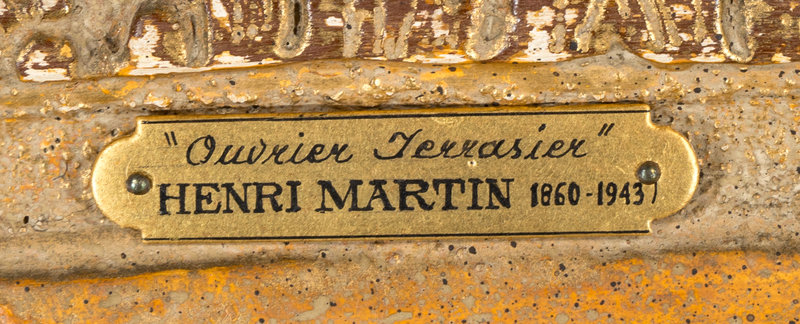 "Ouvrier Terrasier"
HENRI MARTIN 1860-1943